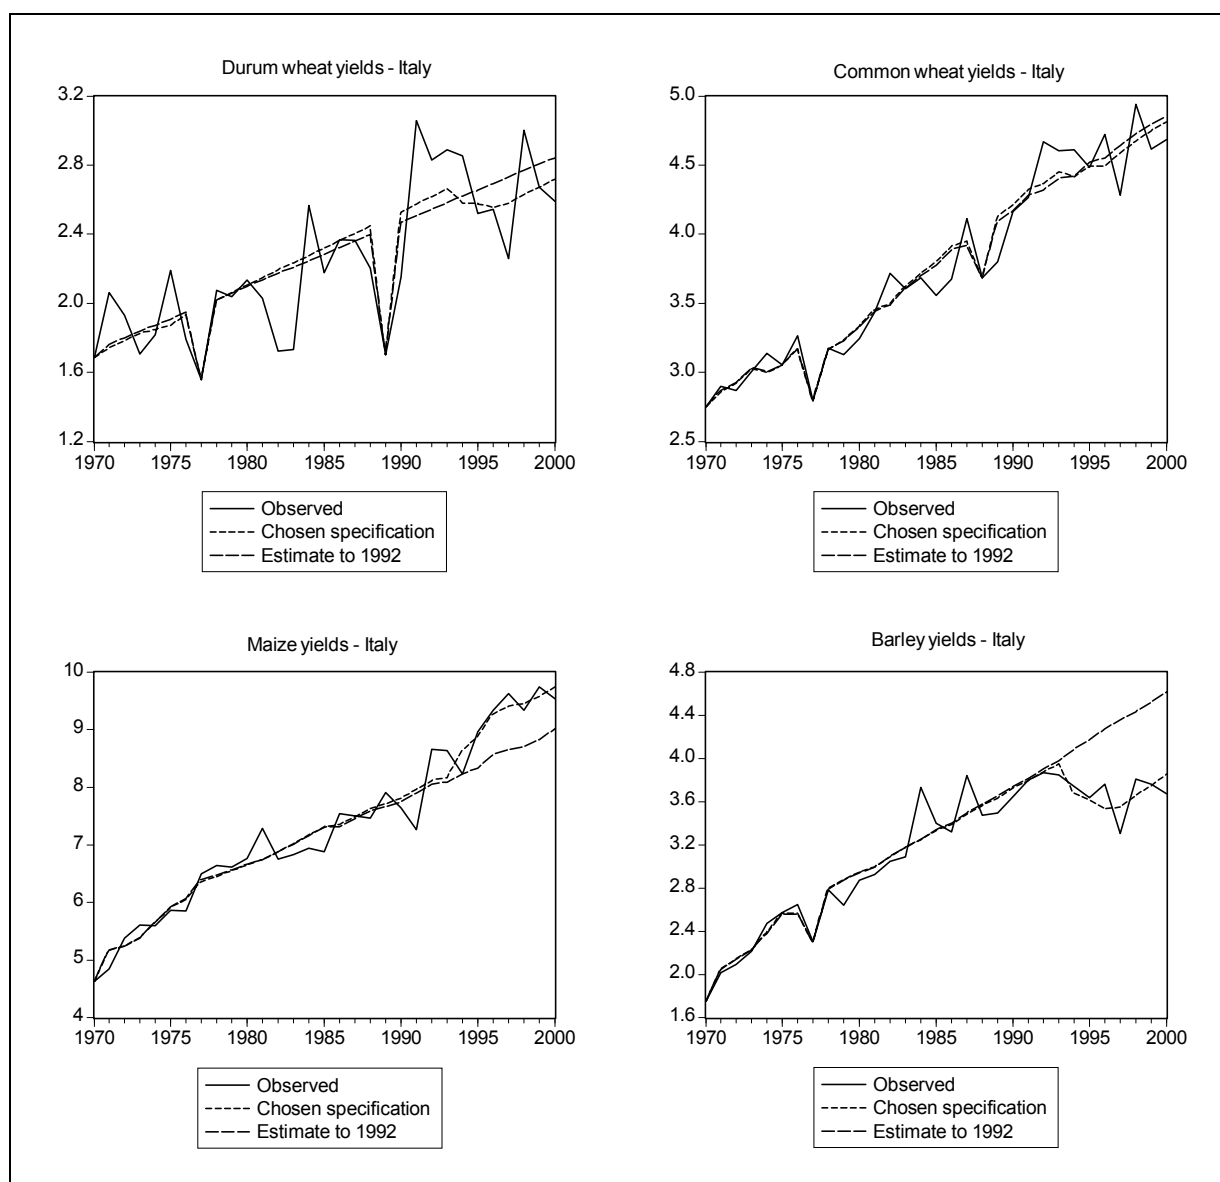 Durum wheat yields - Italy
3.2
2.8
2.4
2.0
1.6
1.2
1970 1975 1980 1985 1990 1995 2000
Observed
Chosen specification
Estimate to 1992
Common wheat yields - Italy
5.0
4.5
4.0
3.5
3.0
2.5
1970 1975 1980 1985 1990 1995 2000
Observed
Chosen specification
Estimate to 1992
Maize yields - Italy
10
9
8
7
6
5
4
1970 1975 1980 1985 1990 1995 2000
Observed
Chosen specification
Estimate to 1992
Barley yields - Italy
4.8
4.4
4.0
3.6
3.2
2.8
2.4
2.0
1.6
1970 1975 1980 1985 1990 1995 2000
Observed
Chosen specification
Estimate to 1992